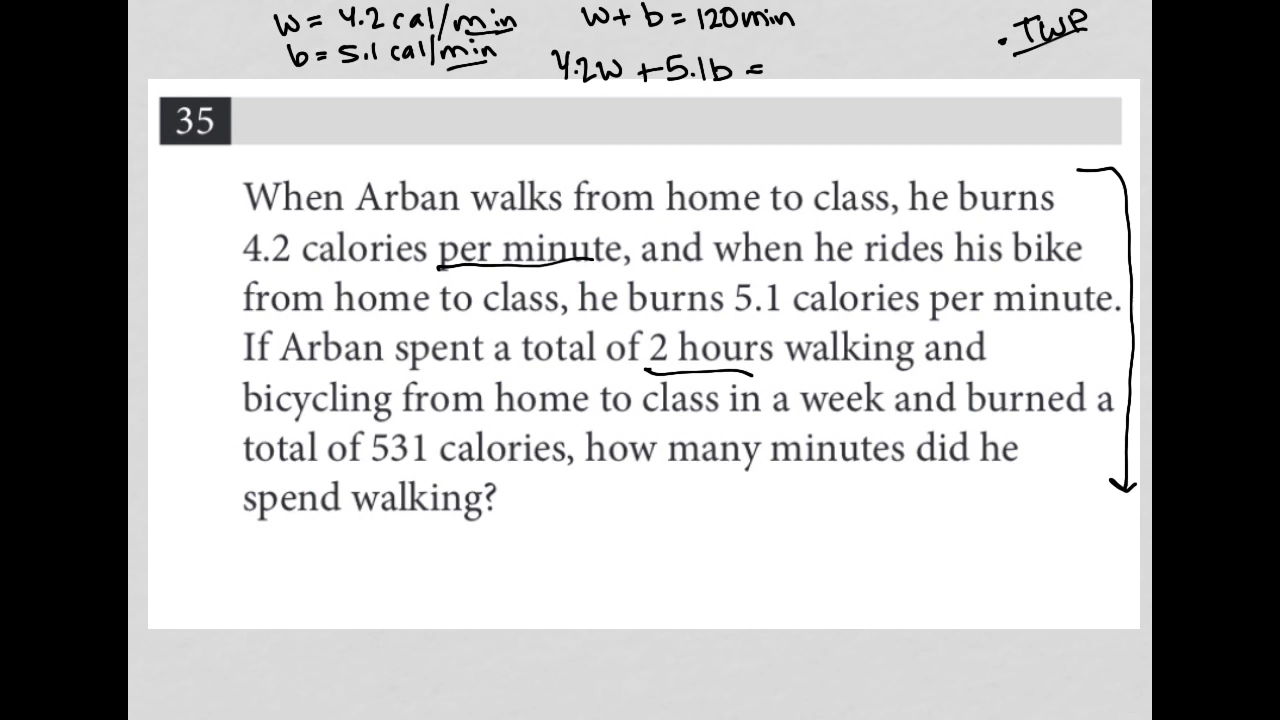 w = 4.2 cal/min
w + b = 120min
. TWP
b = 5.1 cal/min
4.2w + 5.1b =
35
When Arban walks from home to class, he burns
4.2 calories per minute, and when he rides his bike
from home to class, he burns 5.1 calories per minute.
If Arban spent a total of 2 hours walking and
bicycling from home to class in a week and burned a
total of 531 calories, how many minutes did he
spend walking?